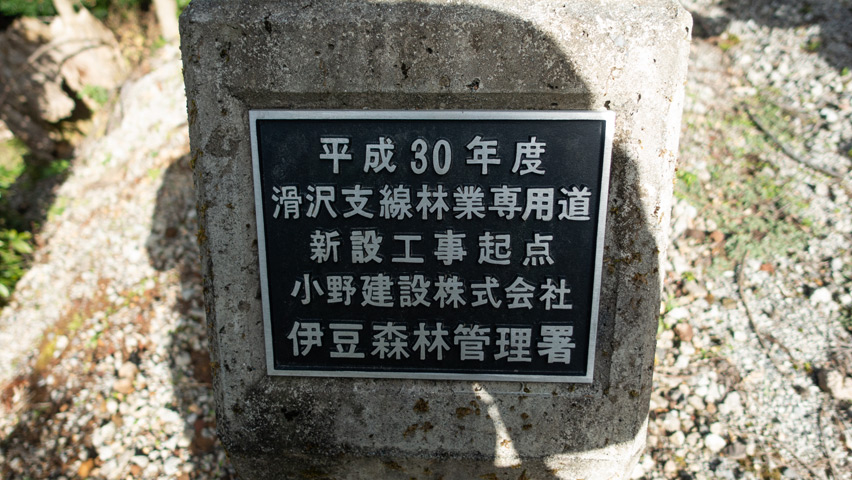 平成30年度
滑沢支線林業専用道
新設工事起点
小野建設株式会社
伊豆森林管理署